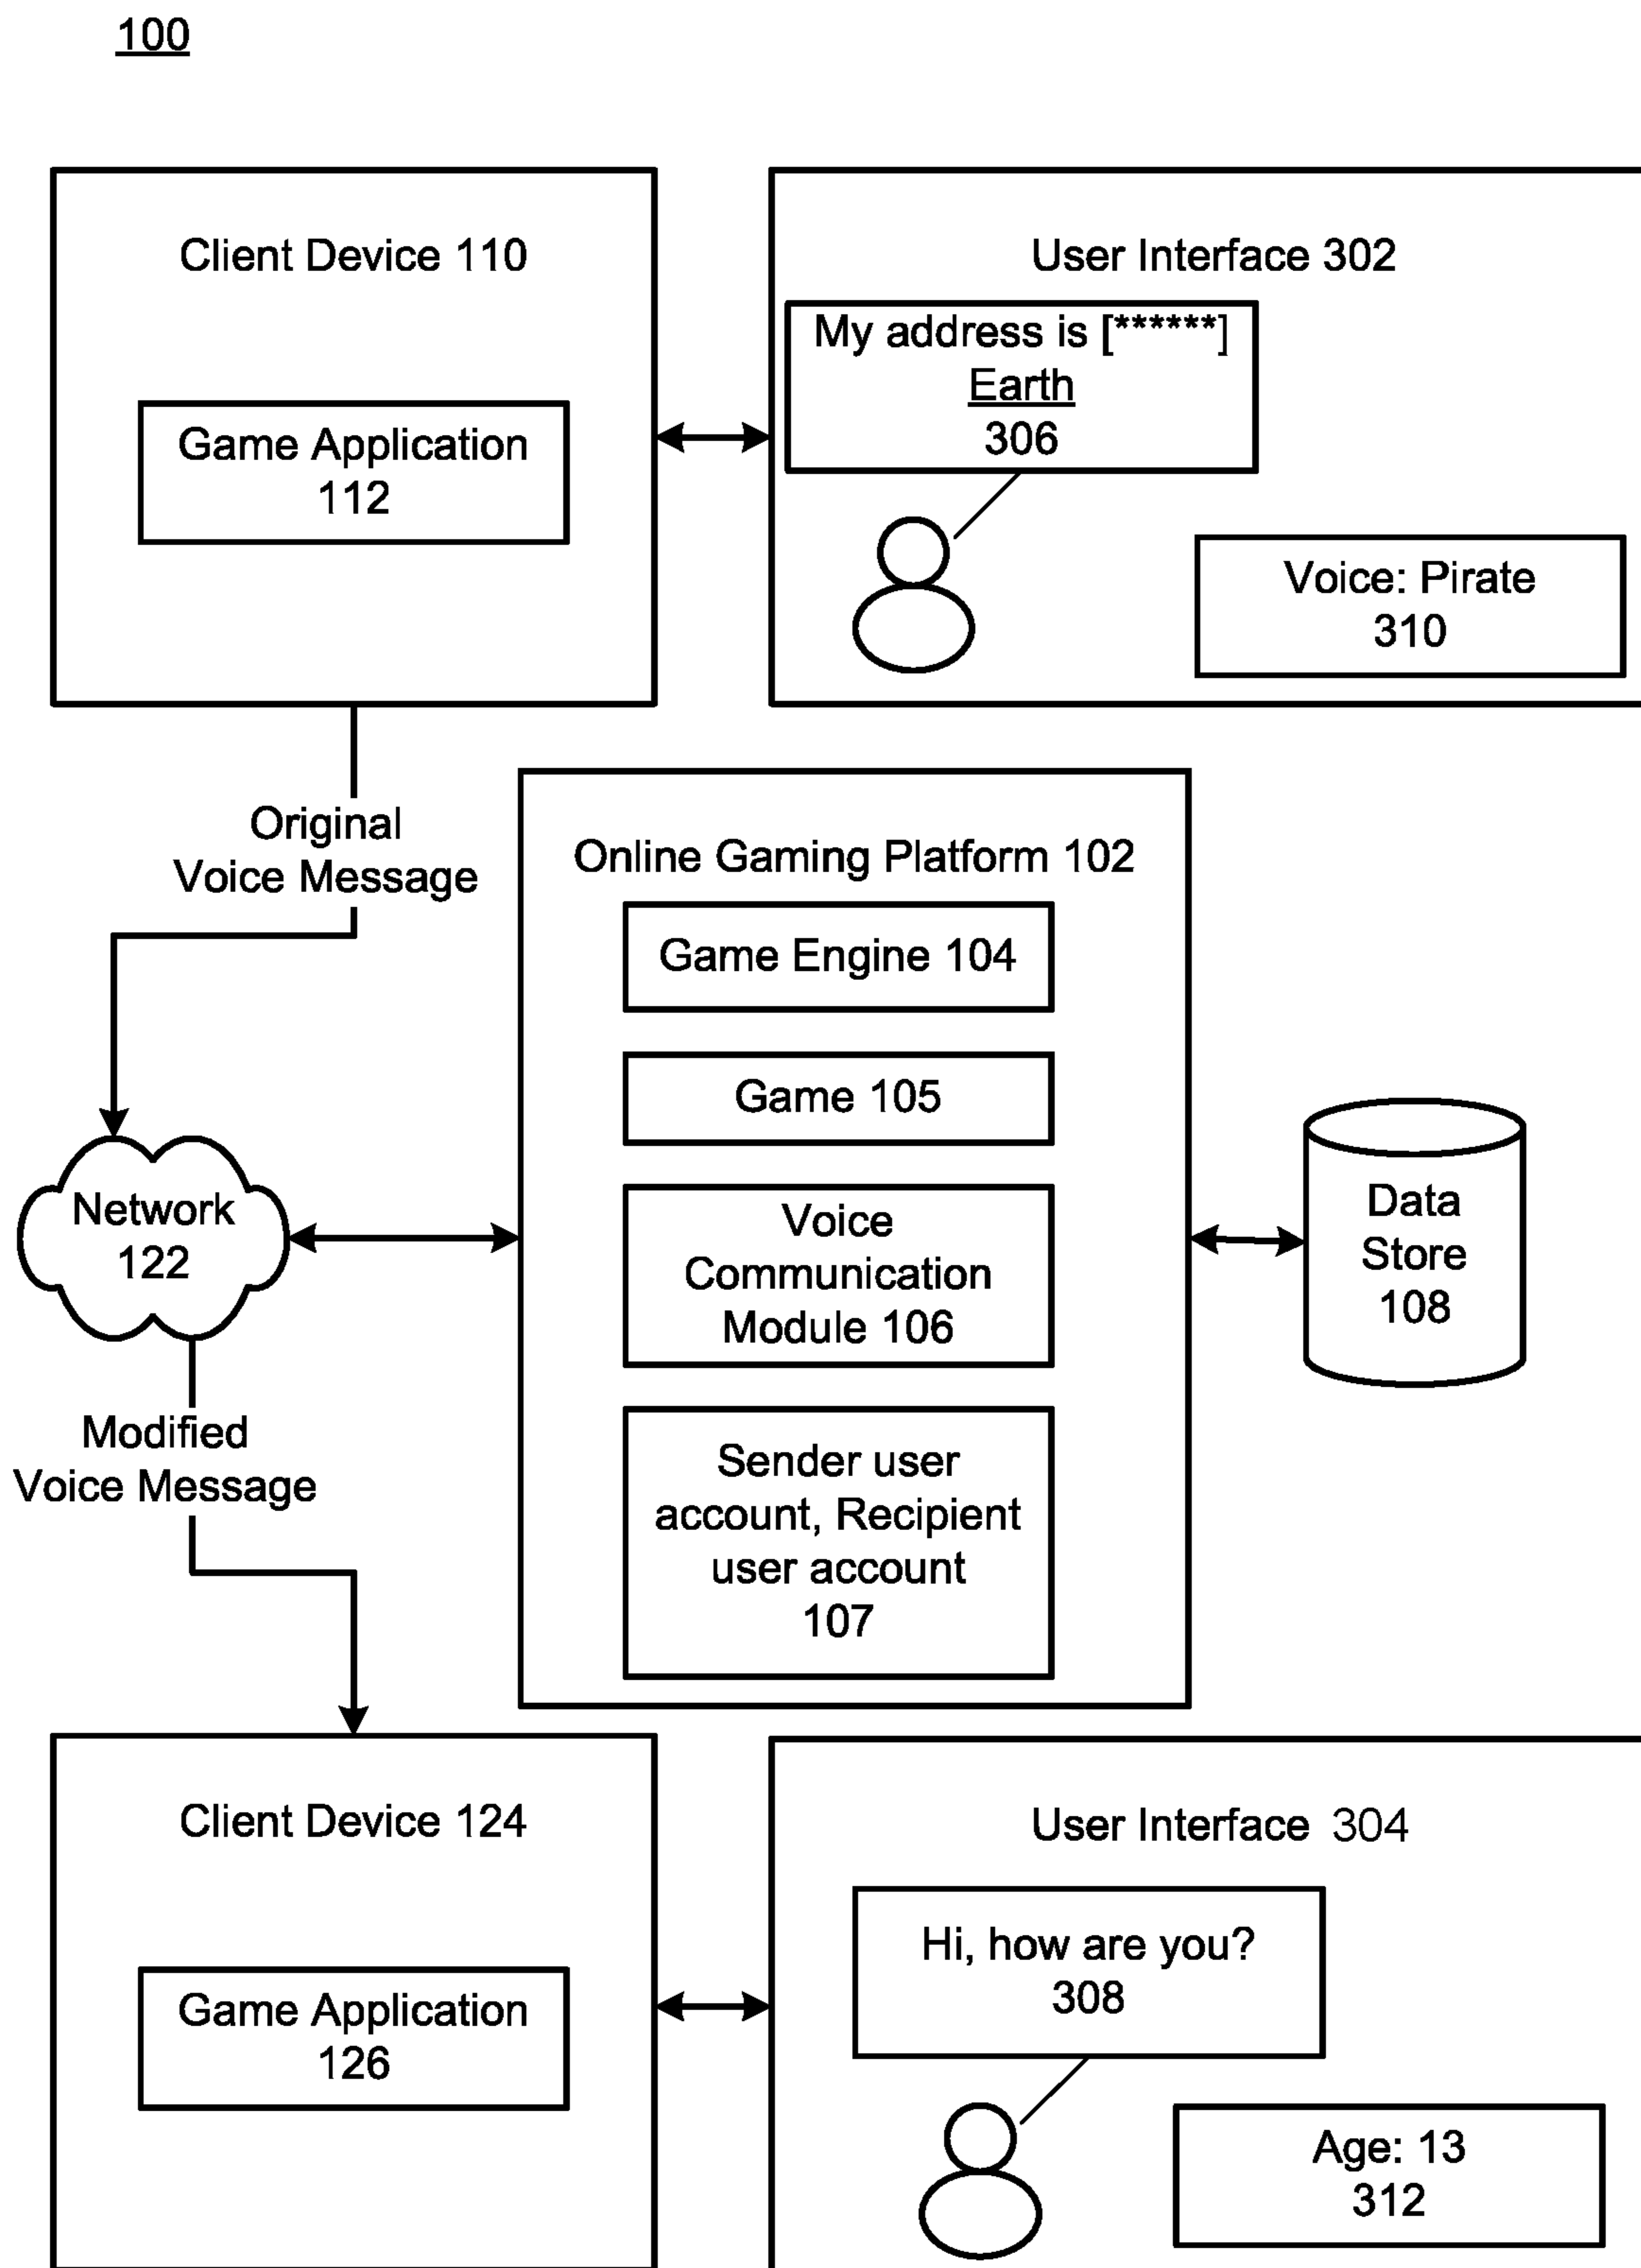 100
Client Device 110
Game Application
112
User Interface 302
My address is [******]
Earth
306
Voice: Pirate
310
Original
Voice Message
Online Gaming Platform 102
Game Engine 104
Game 105
Voice
Communication
Module 106
Sender user
account, Recipient
user account
107
Network
122
Data
Store
108
Modified
Voice Message
Client Device 124
Game Application
126
User Interface 304
Hi, how are you?
308
Age: 13
312